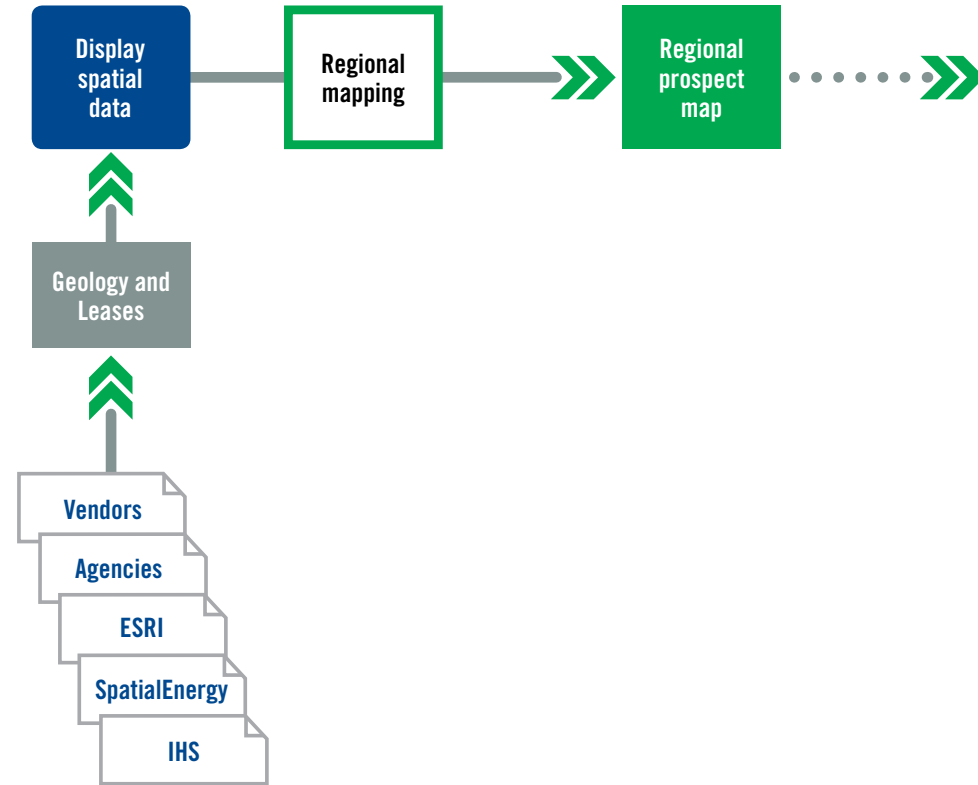 Display
spatial
data
Regional
mapping
Regional
prospect
map
Geology and
Leases
Vendors
Agencies
ESRI
SpatialEnergy
IHS